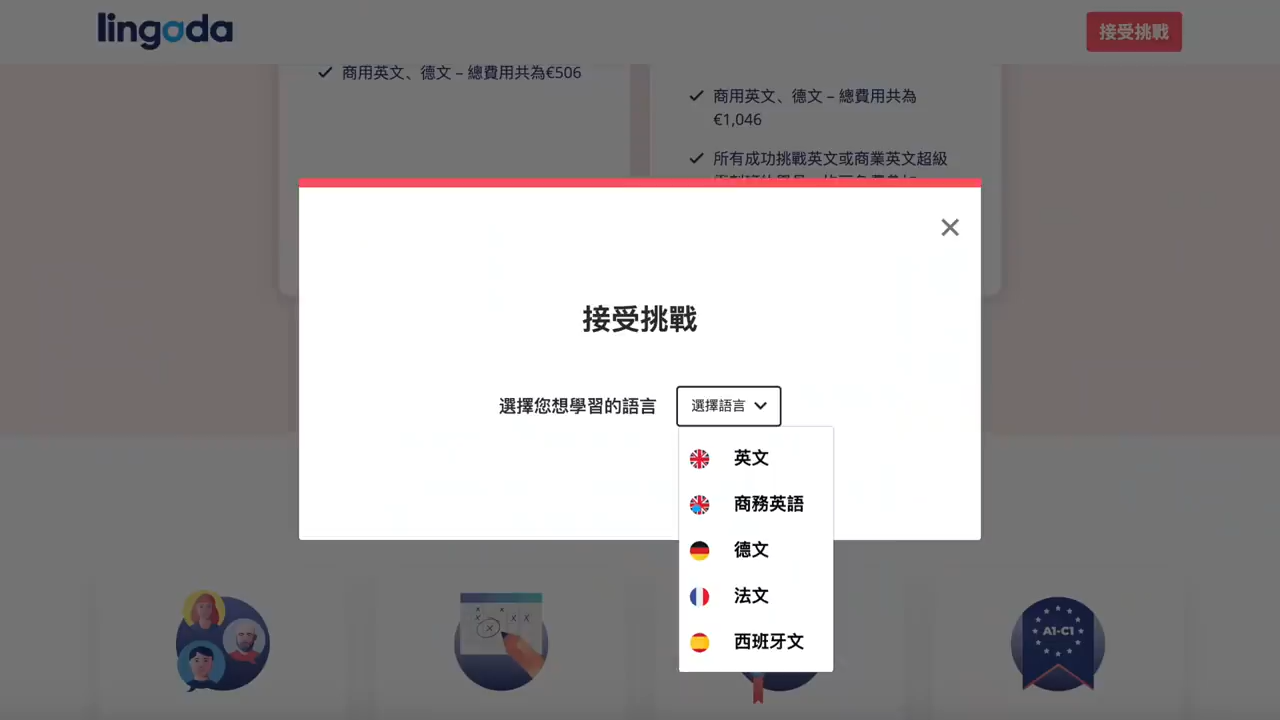 lingoda
接受挑戰
商用英文、德文 – 總費用共為€506
商用英文、德文 – 總費用共為
€1,046
所有成功挑戰英文或商業英文超級
接受挑戰
選擇您想學習的語言
選擇語言
英文
商務英語
德文
法文
西班牙文
A1-C1